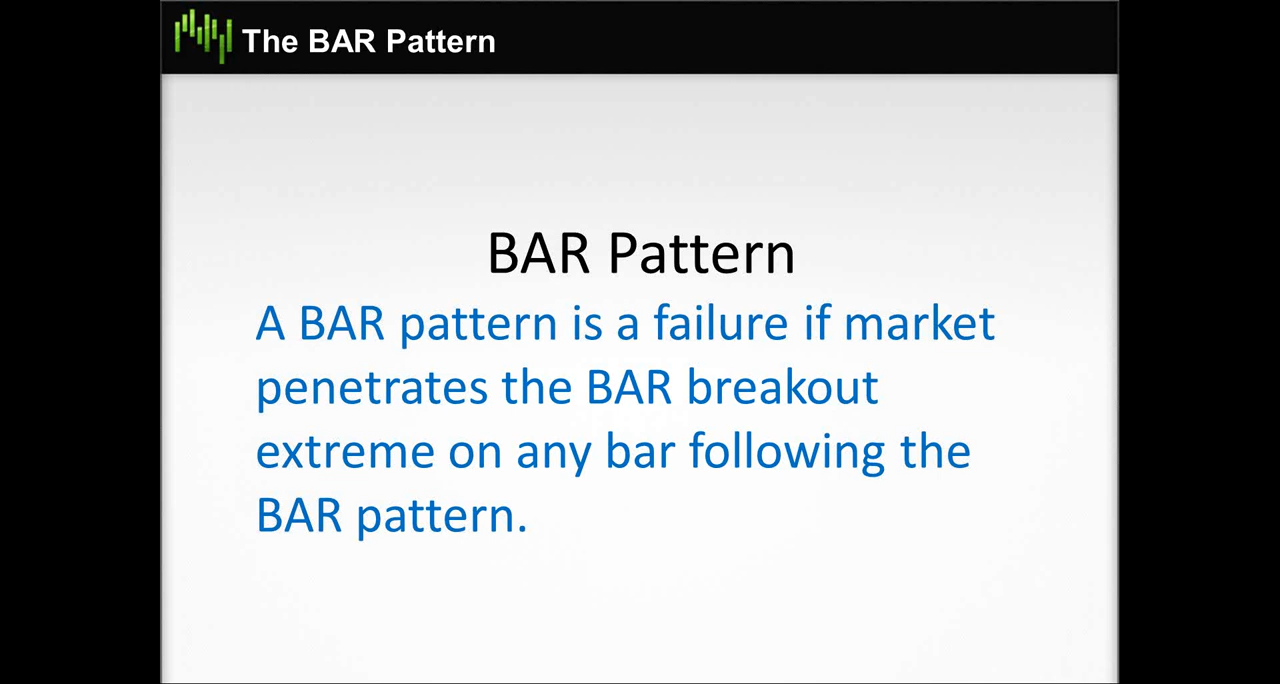 The BAR Pattern
BAR Pattern
A BAR pattern is a failure if market
penetrates the BAR breakout
extreme on any bar following the
BAR pattern.